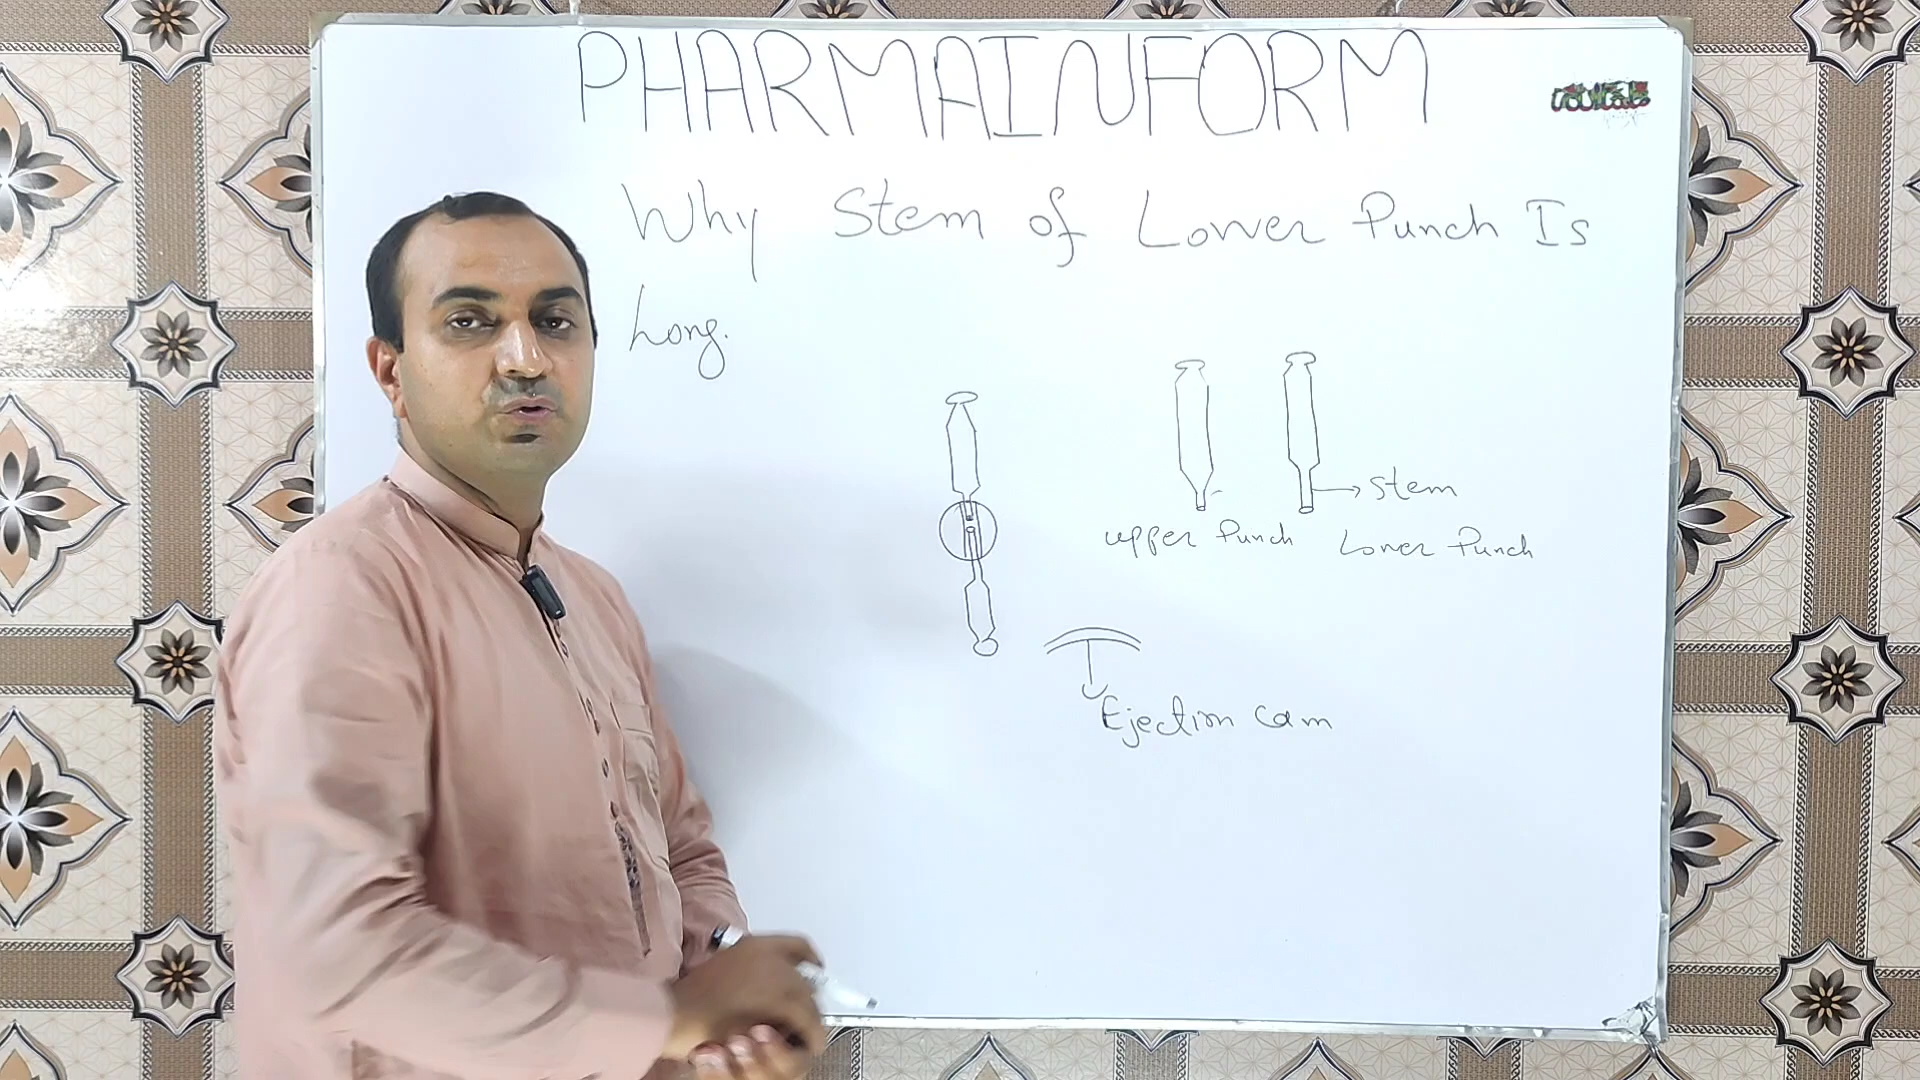 PHARMAINFORM
Why Stem of Lower Punch Is
Long.
stem
upper Punch
Lower Punch
Ejection cam